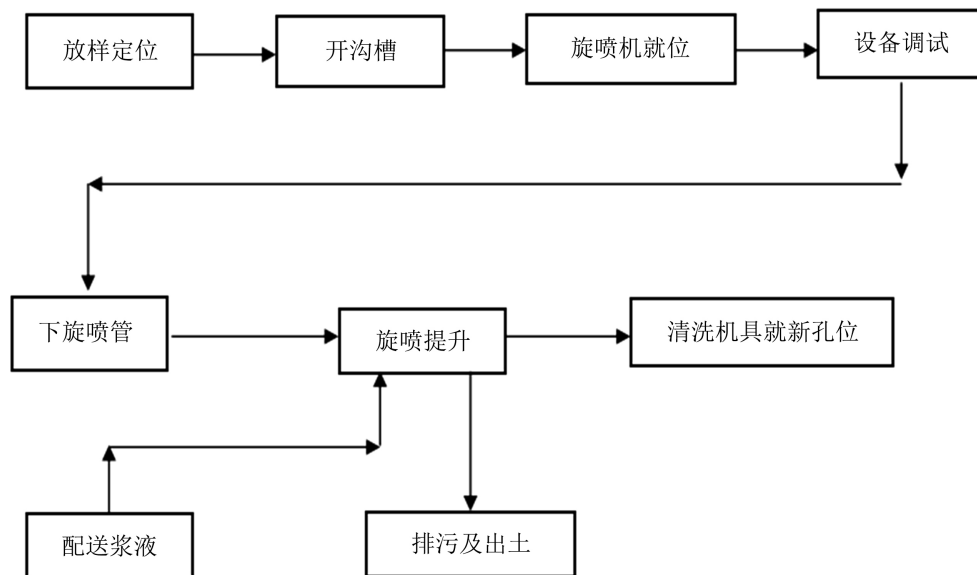 放样定位
开沟槽
旋喷机就位
设备调试
下旋喷管
旋喷提升
清洗机具就新孔位
配送浆液
排污及出土